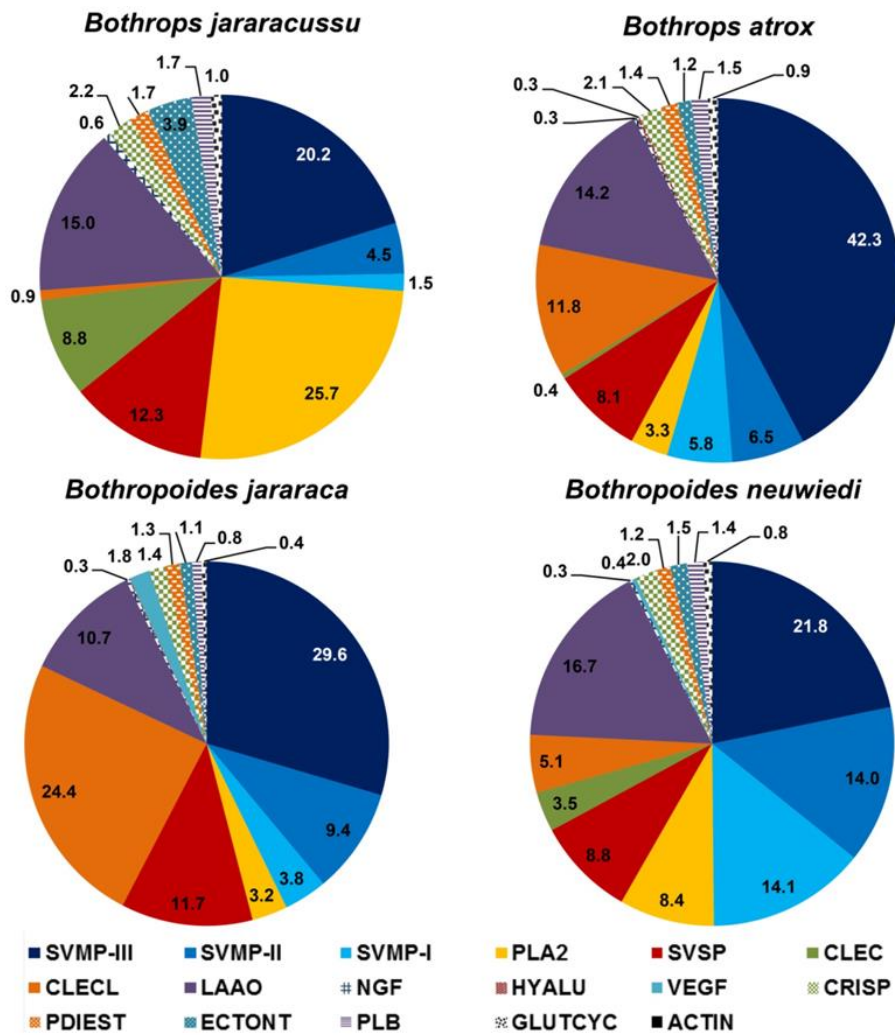 Bothrops jararacussu
Bothrops atrox
1.7 1.0
2.2 1.7
0.6
3.9
20.2
15.0
4.5
1.5
0.9
8.8
25.7
12.3
1.2 1.5 0.9
0.3 2.1 1.4
0.3
14.2
42.3
11.8
0.4
8.1
3.3 5.8 6.5
Bothropoides jararaca
Bothropoides neuwiedi
1.3 1.1 0.8 0.4
0.3 1.8 1.4
10.7
29.6
24.4
9.4
3.8
3.2
11.7
1.2 1.5 1.4 0.8
0.3 0.4 2.0
16.7
21.8
5.1
14.0
3.5
8.8
8.4
14.1
SVMP-III SVMP-II SVMP-I PLA2 SVSP CLEC
CLECL LAAO NGF HYALU VEGF CRISP
PDIEST ECTONT PLB GLUTCYC ACTIN